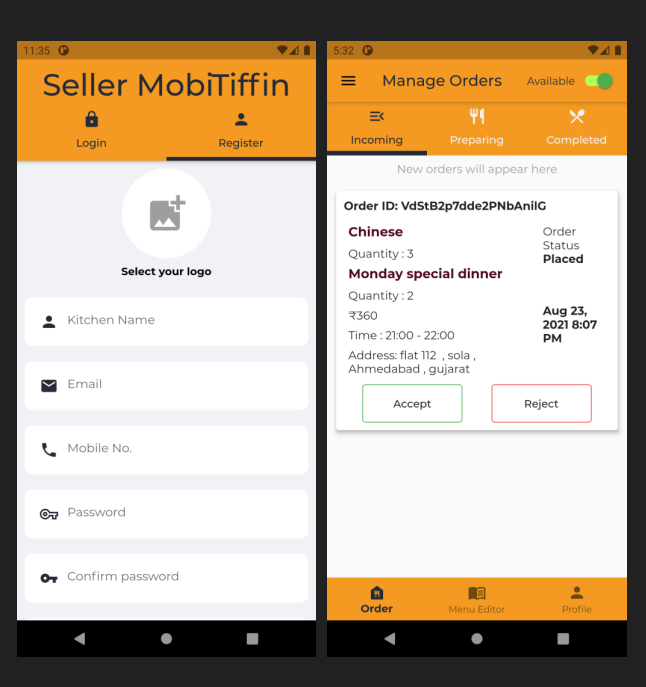 11:35
Seller MobiTiffin
Login
Register
Select your logo
Kitchen Name
Email
Mobile No.
Password
Confirm password
5:32
Manage Orders
Available
Incoming
Preparing
Completed
New orders will appear here
Order ID: VdStB2p7dde2PNbAnilG
Chinese
Quantity : 3
Monday special dinner
Quantity : 2
₹360
Time : 21:00 - 22:00
Address: flat 112 , sola ,
Ahmedabad , gujarat
Order
Status
Placed
Aug 23,
2021 8:07
PM
Accept
Reject
Order
Menu Editor
Profile